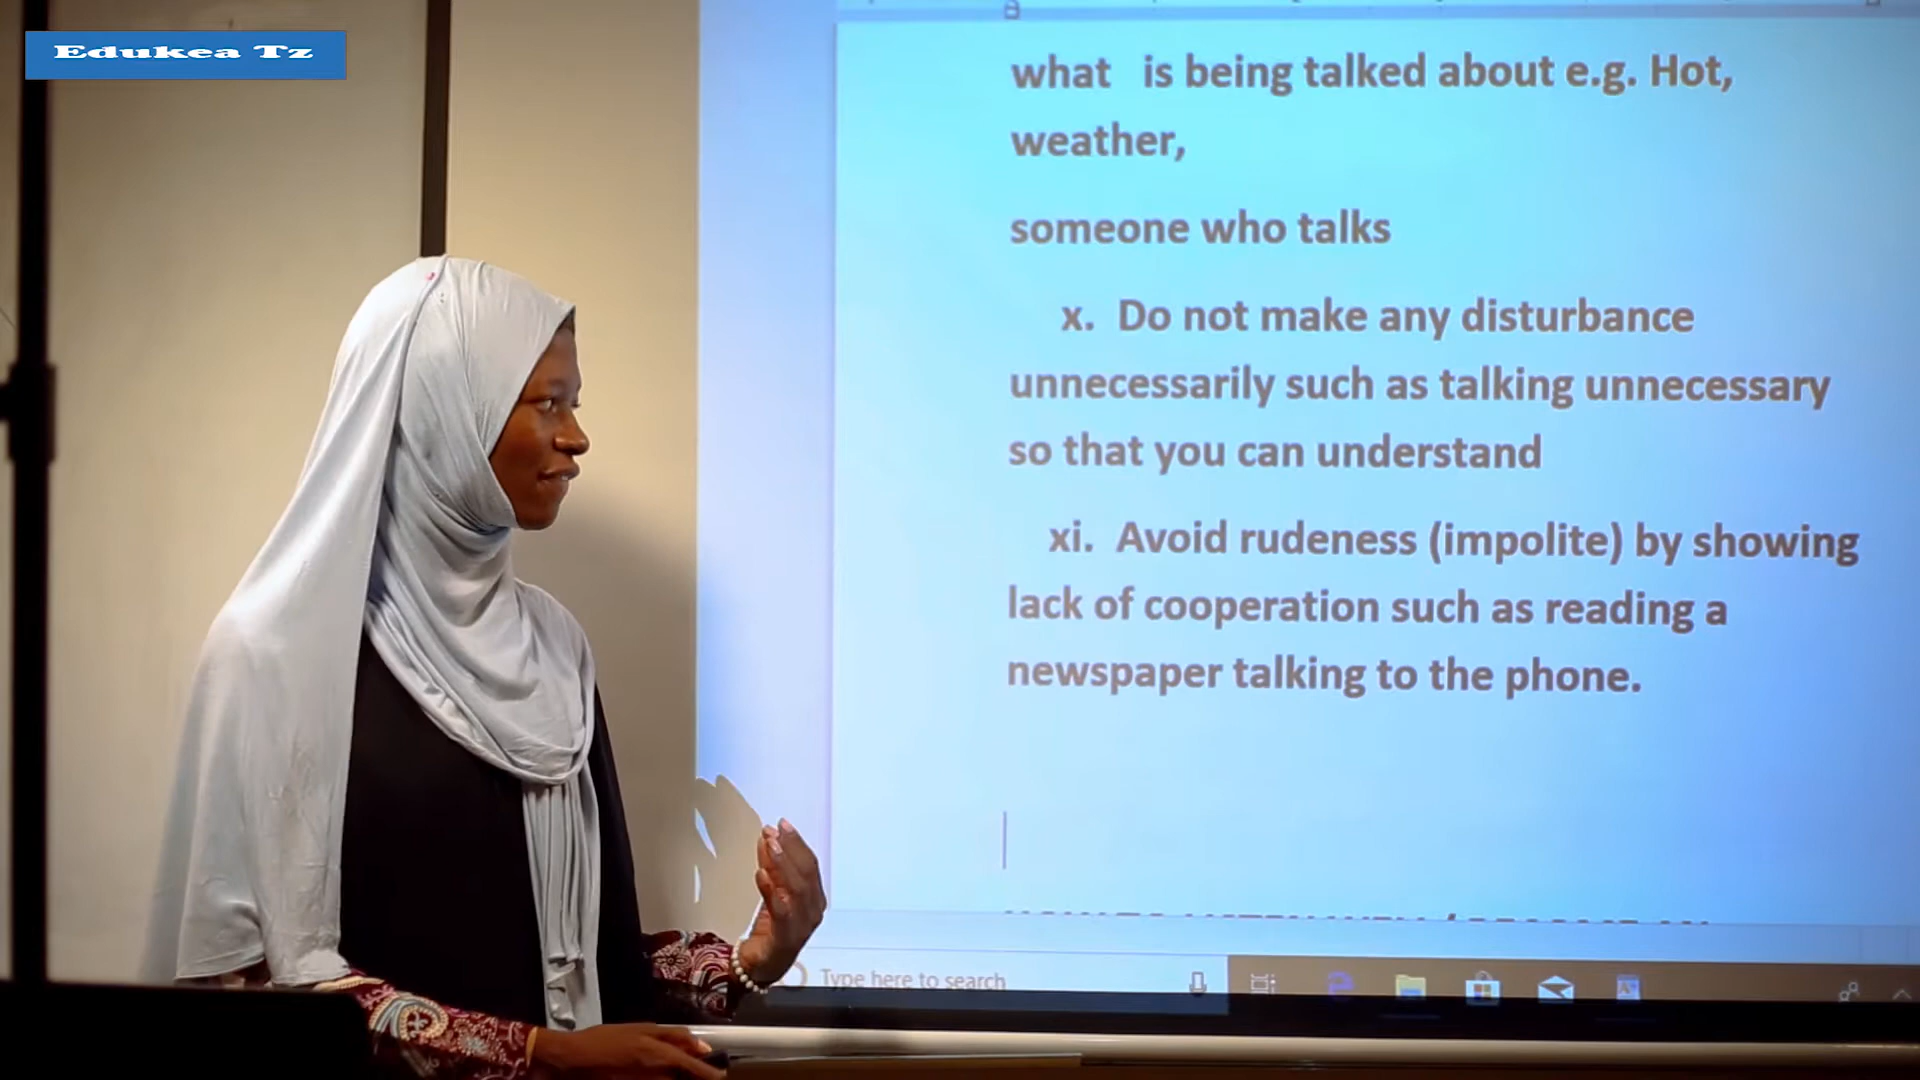 Edukea Tz
what is being talked about e.g. Hot,
weather,
someone who talks
x. Do not make any disturbance
unnecessarily such as talking unnecessary
so that you can understand
xi. Avoid rudeness (impolite) by showing
lack of cooperation such as reading a
newspaper talking to the phone.
Type here to search